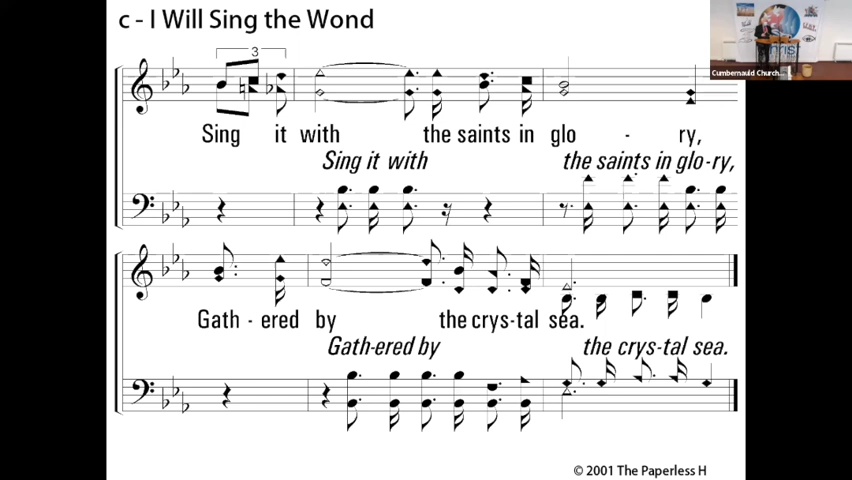 c - I Will Sing the Wond
Cumbernauld Church...
3
Sing it with the saints in glo - ry,
Sing it with the saints in glo-ry,
Gath - ered by the crys-tal sea.
Gath-ered by the crys-tal sea.
© 2001 The Paperless H